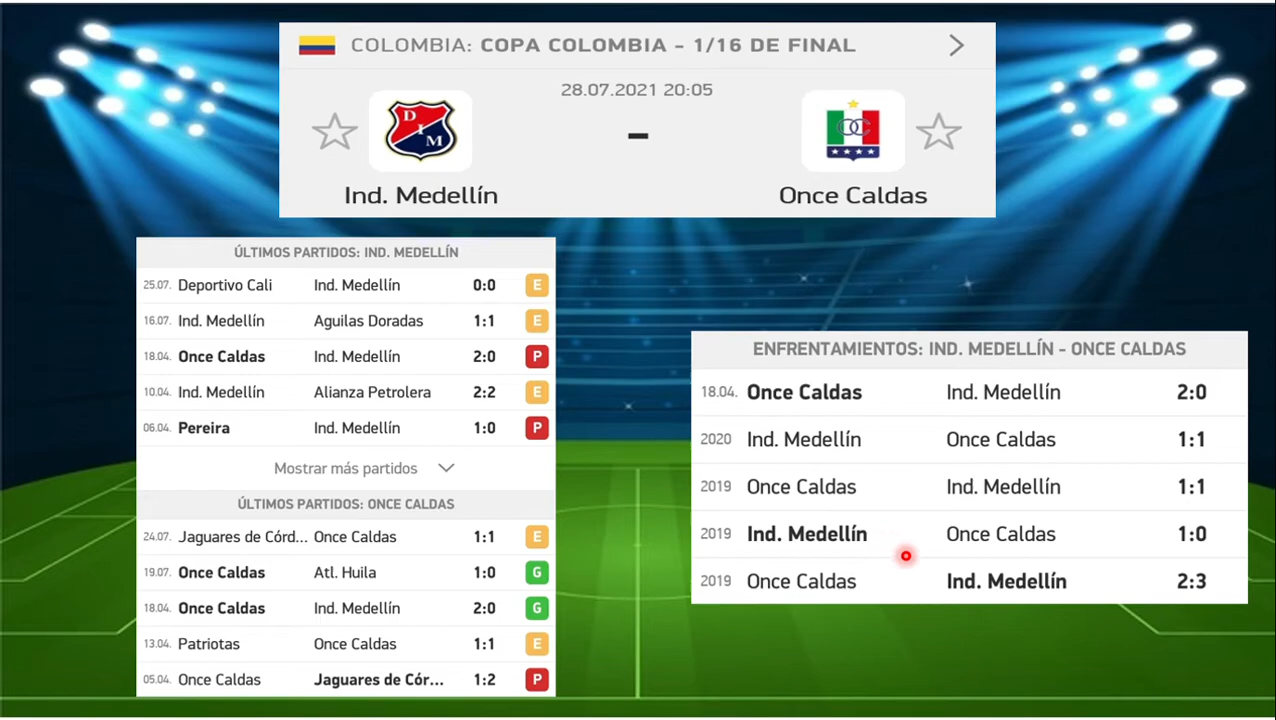 COLOMBIA: COPA COLOMBIA - 1/16 DE FINAL
28.07.2021 20:05
DIM
OC
-
Ind. Medellín Once Caldas
ÚLTIMOS PARTIDOS: IND. MEDELLÍN
25.07. Deportivo Cali Ind. Medellín 0:0 E
16.07. Ind. Medellín Aguilas Doradas 1:1 E
18.04. Once Caldas Ind. Medellín 2:0 P
10.04. Ind. Medellín Alianza Petrolera 2:2 E
06.04. Pereira Ind. Medellín 1:0 P
Mostrar más partidos
ÚLTIMOS PARTIDOS: ONCE CALDAS
24.07. Jaguares de Córd... Once Caldas 1:1 E
19.07. Once Caldas Atl. Huila 1:0 G
18.04. Once Caldas Ind. Medellín 2:0 G
13.04. Patriotas Once Caldas 1:1 E
05.04. Once Caldas Jaguares de Cór... 1:2 P
ENFRENTAMIENTOS: IND. MEDELLÍN - ONCE CALDAS
18.04. Once Caldas Ind. Medellín 2:0
2020 Ind. Medellín Once Caldas 1:1
2019 Once Caldas Ind. Medellín 1:1
2019 Ind. Medellín Once Caldas 1:0
2019 Once Caldas Ind. Medellín 2:3